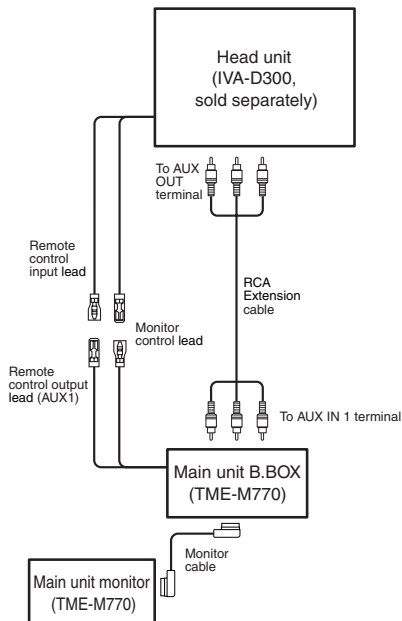 Head unit
(IVA-D300,
sold separately)
To AUX
OUT
terminal
Remote
control
input lead
RCA
Extension
cable
Monitor
control lead
Remote
control output
lead (AUX1)
To AUX IN 1 terminal
Main unit B.BOX
(TME-M770)
Monitor
cable
Main unit monitor
(TME-M770)